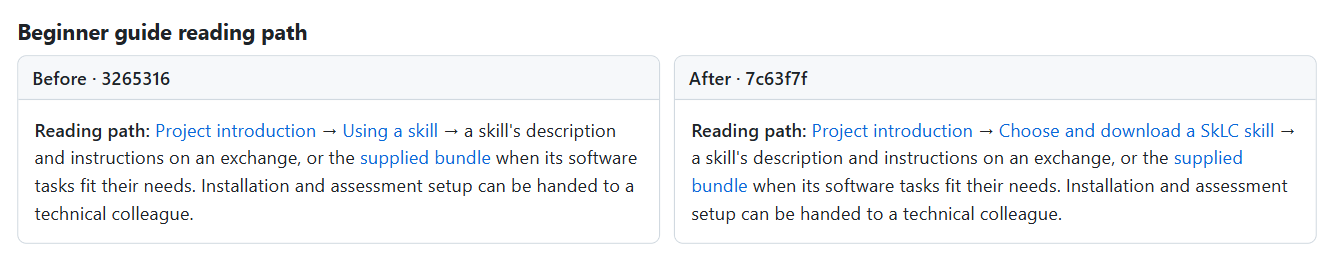 Beginner guide reading path
Before · 3265316
Reading path: Project introduction → Using a skill → a skill's description
and instructions on an exchange, or the supplied bundle when its software
tasks fit their needs. Installation and assessment setup can be handed to a
technical colleague.
After · 7c63f7f
Reading path: Project introduction → Choose and download a SkLC skill →
a skill's description and instructions on an exchange, or the supplied
bundle when its software tasks fit their needs. Installation and assessment
setup can be handed to a technical colleague.